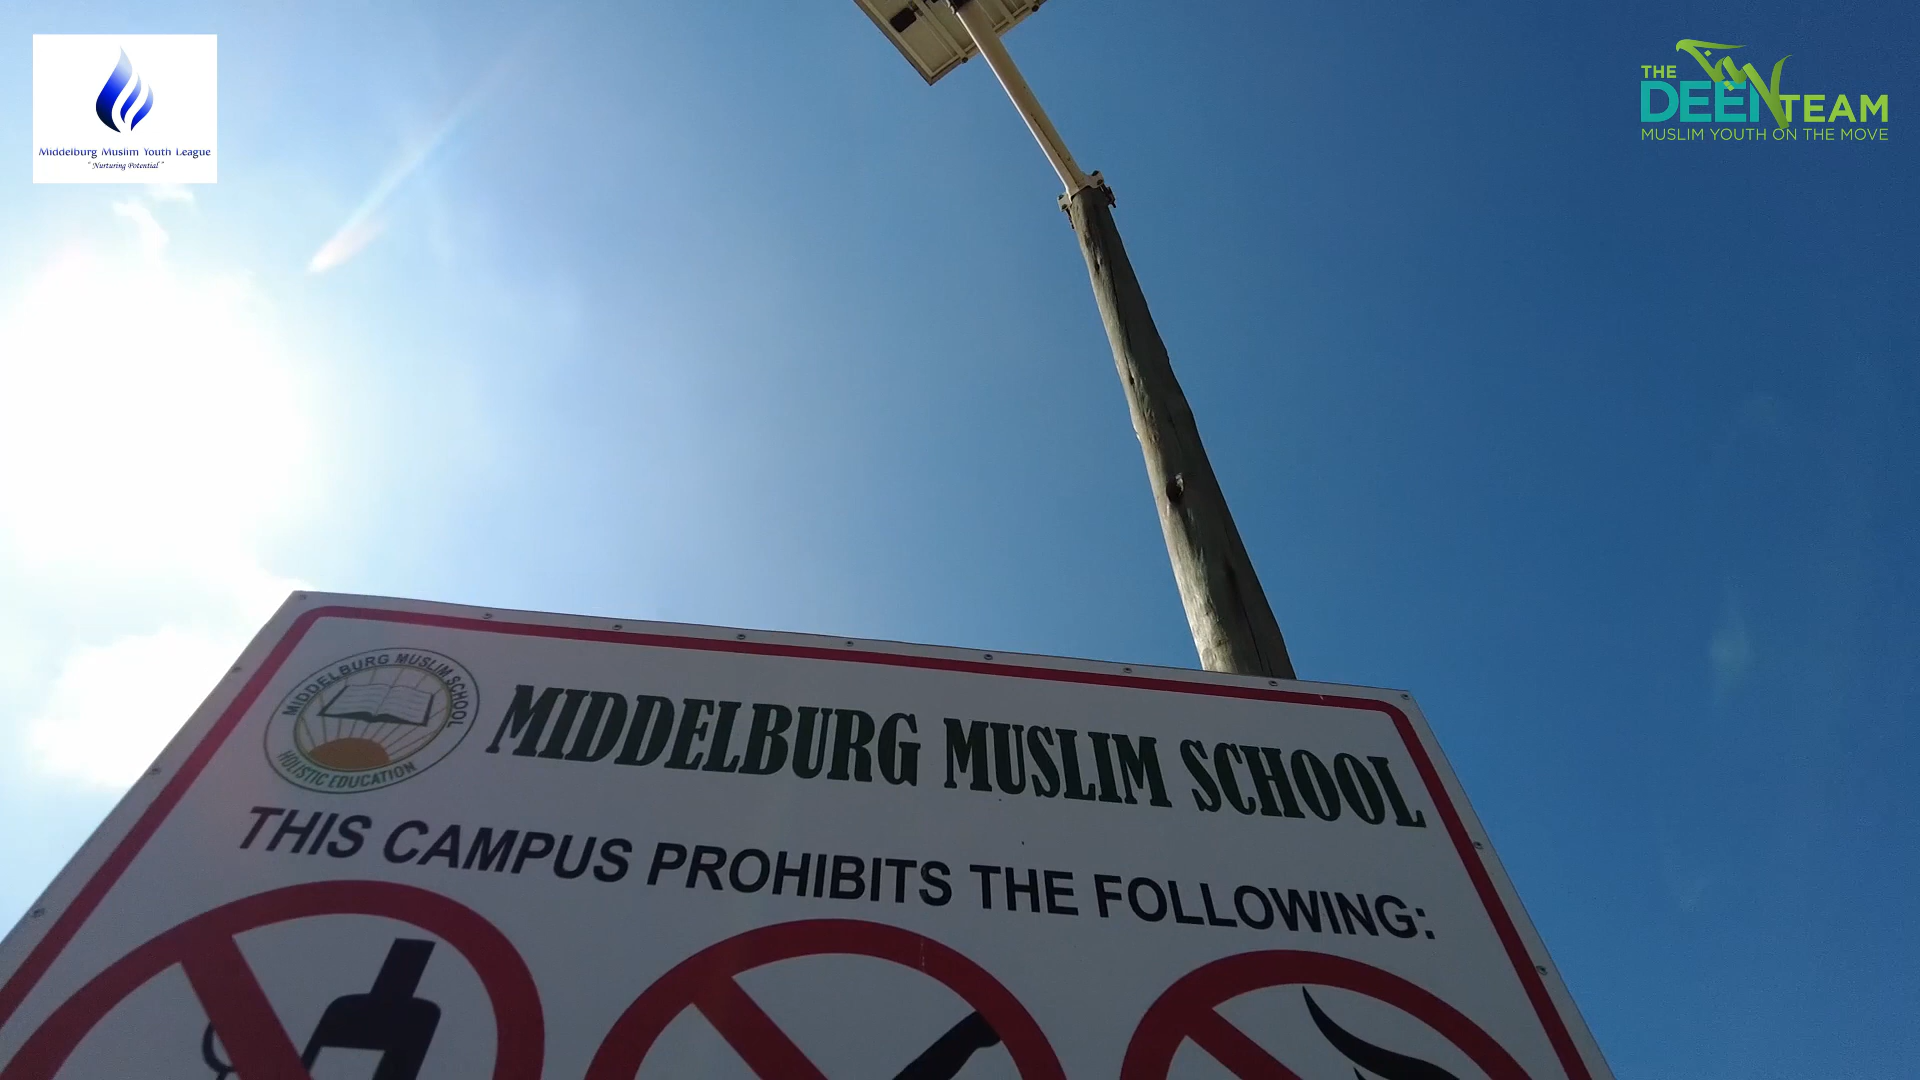 Middelburg Muslim Youth League
"Nurturing Potential"
THE
DEEN TEAM
MUSLIM YOUTH ON THE MOVE
MIDDELBURG MUSLIM SCHOOL
HOLISTIC EDUCATION
MIDDELBURG MUSLIM SCHOOL
THIS CAMPUS PROHIBITS THE FOLLOWING: